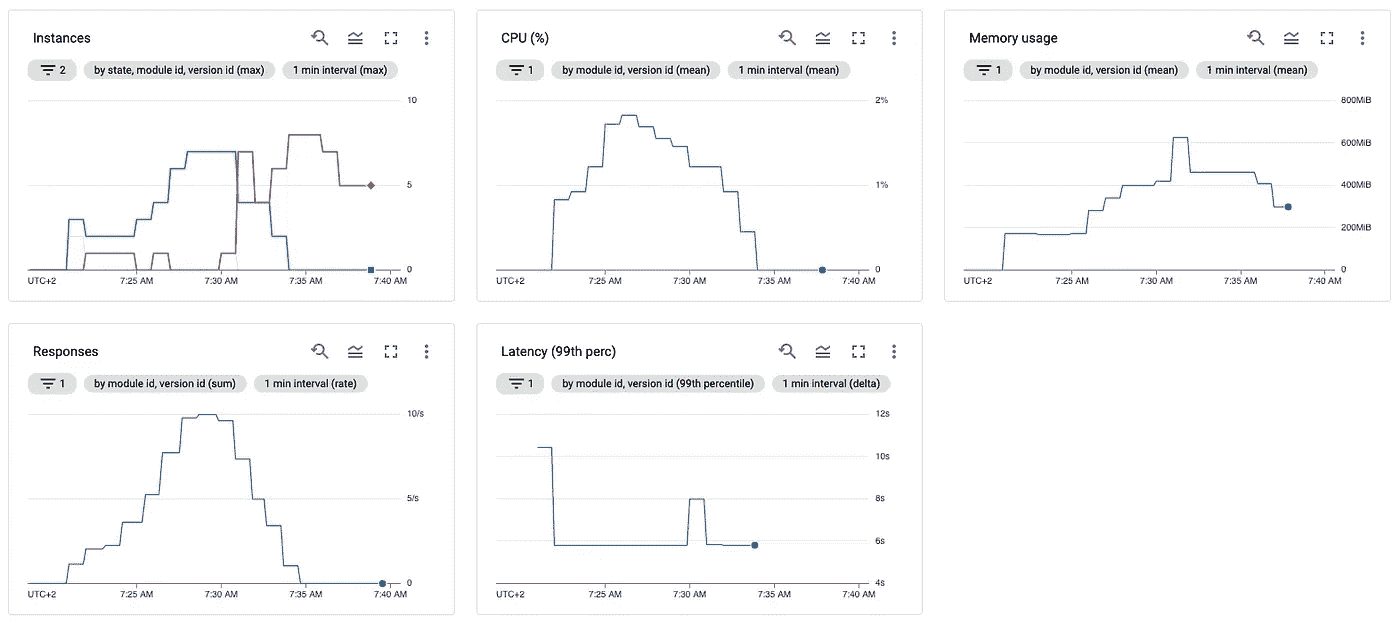 Instances
2 by state, module id, version id (max) 1 min interval (max)
10
5
0
UTC+2 7:25 AM 7:30 AM 7:35 AM 7:40 AM
CPU (%)
1 by module id, version id (mean) 1 min interval (mean)
2%
1%
0
UTC+2 7:25 AM 7:30 AM 7:35 AM 7:40 AM
Memory usage
1 by module id, version id (mean) 1 min interval (mean)
800MiB
600MiB
400MiB
200MiB
0
UTC+2 7:25 AM 7:30 AM 7:35 AM 7:40 AM
Responses
1 by module id, version id (sum) 1 min interval (rate)
10/s
5/s
0
UTC+2 7:25 AM 7:30 AM 7:35 AM 7:40 AM
Latency (99th perc)
1 by module id, version id (99th percentile) 1 min interval (delta)
12s
10s
8s
6s
4s
UTC+2 7:25 AM 7:30 AM 7:35 AM 7:40 AM